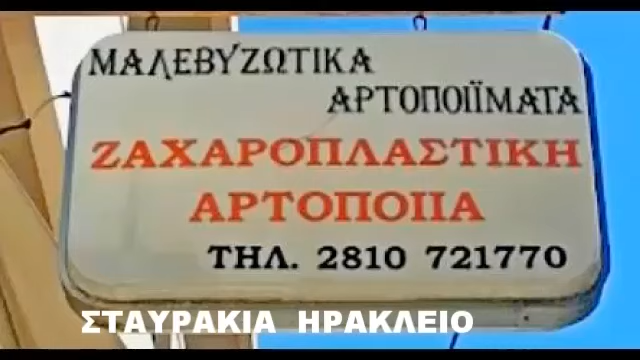 ΜΑΛΕΒΥΖΩΤΙΚΑ
ΑΡΤΟΠΟΙΪΜΑΤΑ
ΖΑΧΑΡΟΠΛΑΣΤΙΚΗ
ΑΡΤΟΠΟΙΙΑ
ΤΗΛ. 2810 721770
ΣΤΑΥΡΑΚΙΑ ΗΡΑΚΛΕΙΟ